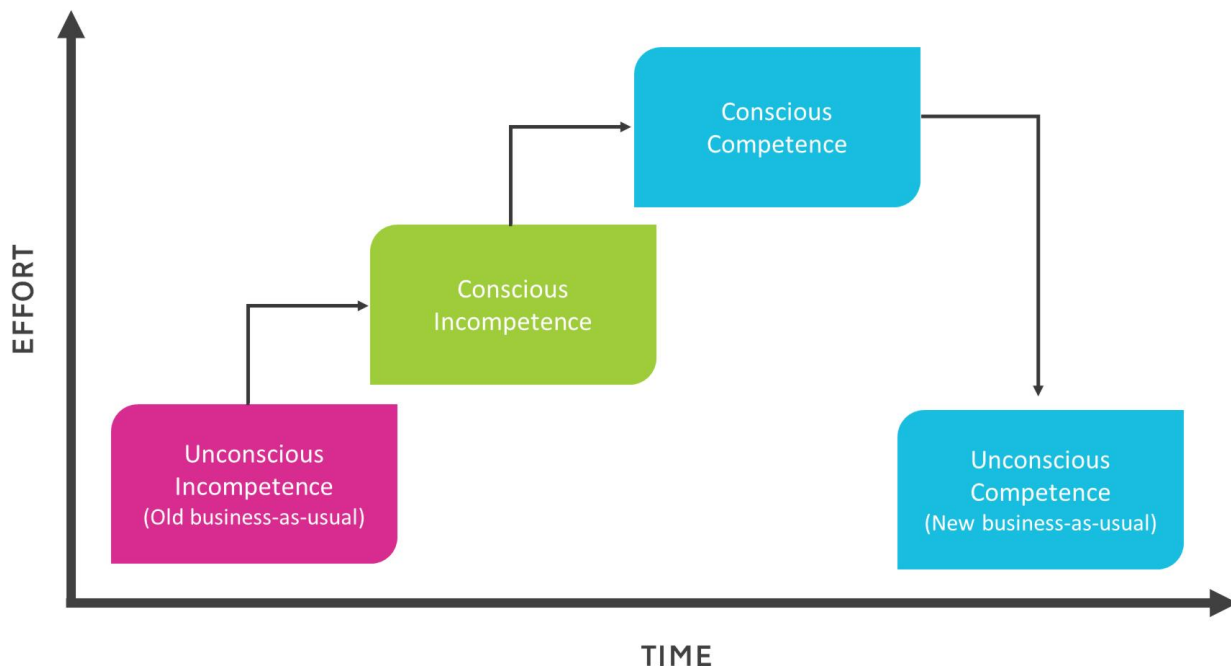 Conscious
Competence
EFFORT
Conscious
Incompetence
Unconscious
Incompetence
(Old business-as-usual)
Unconscious
Competence
(New business-as-usual)
TIME